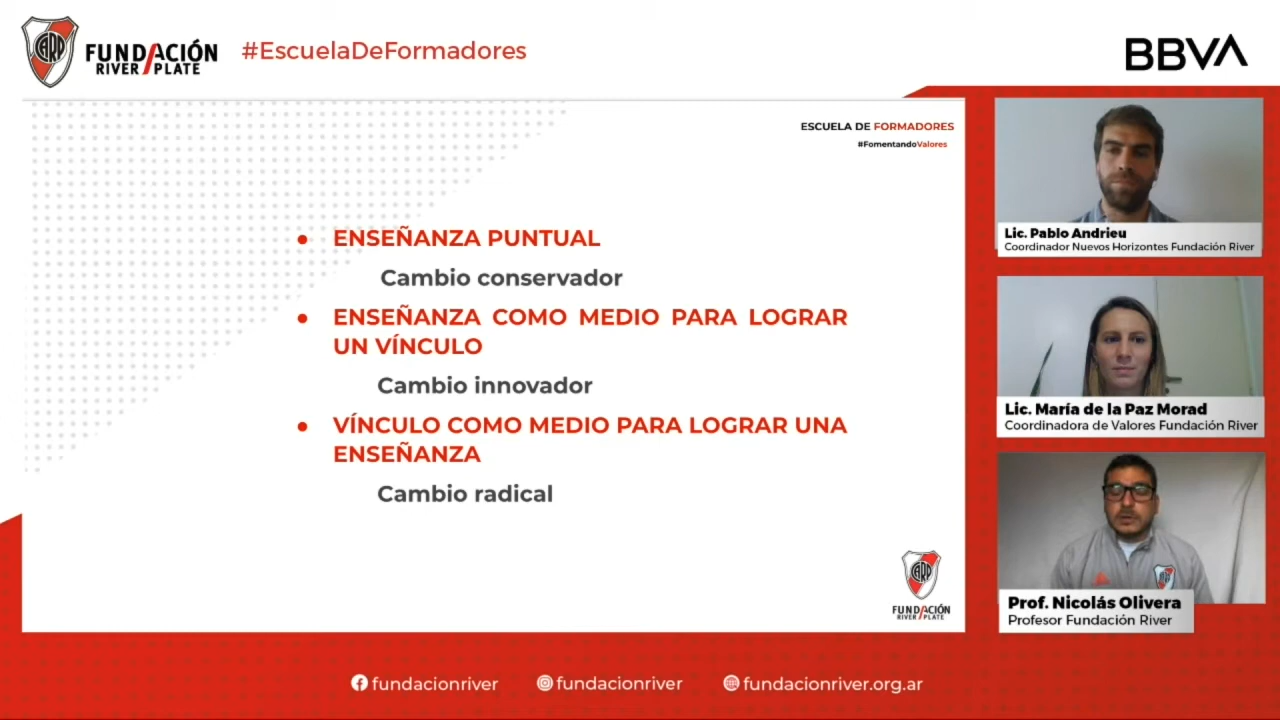 CARP
FUNDACIÓN
RIVER PLATE
#EscuelaDeFormadores
BBVA
ESCUELA DE FORMADORES
#FomentandoValores
• ENSEÑANZA PUNTUAL
Cambio conservador
• ENSEÑANZA COMO MEDIO PARA LOGRAR
UN VÍNCULO
Cambio innovador
• VÍNCULO COMO MEDIO PARA LOGRAR UNA
ENSEÑANZA
Cambio radical
CARP
FUNDACIÓN
RIVER PLATE
Lic. Pablo Andrieu
Coordinador Nuevos Horizontes Fundación River
Lic. María de la Paz Morad
Coordinadora de Valores Fundación River
Prof. Nicolás Olivera
Profesor Fundación River
fundacionriver
fundacionriver
fundacionriver.org.ar